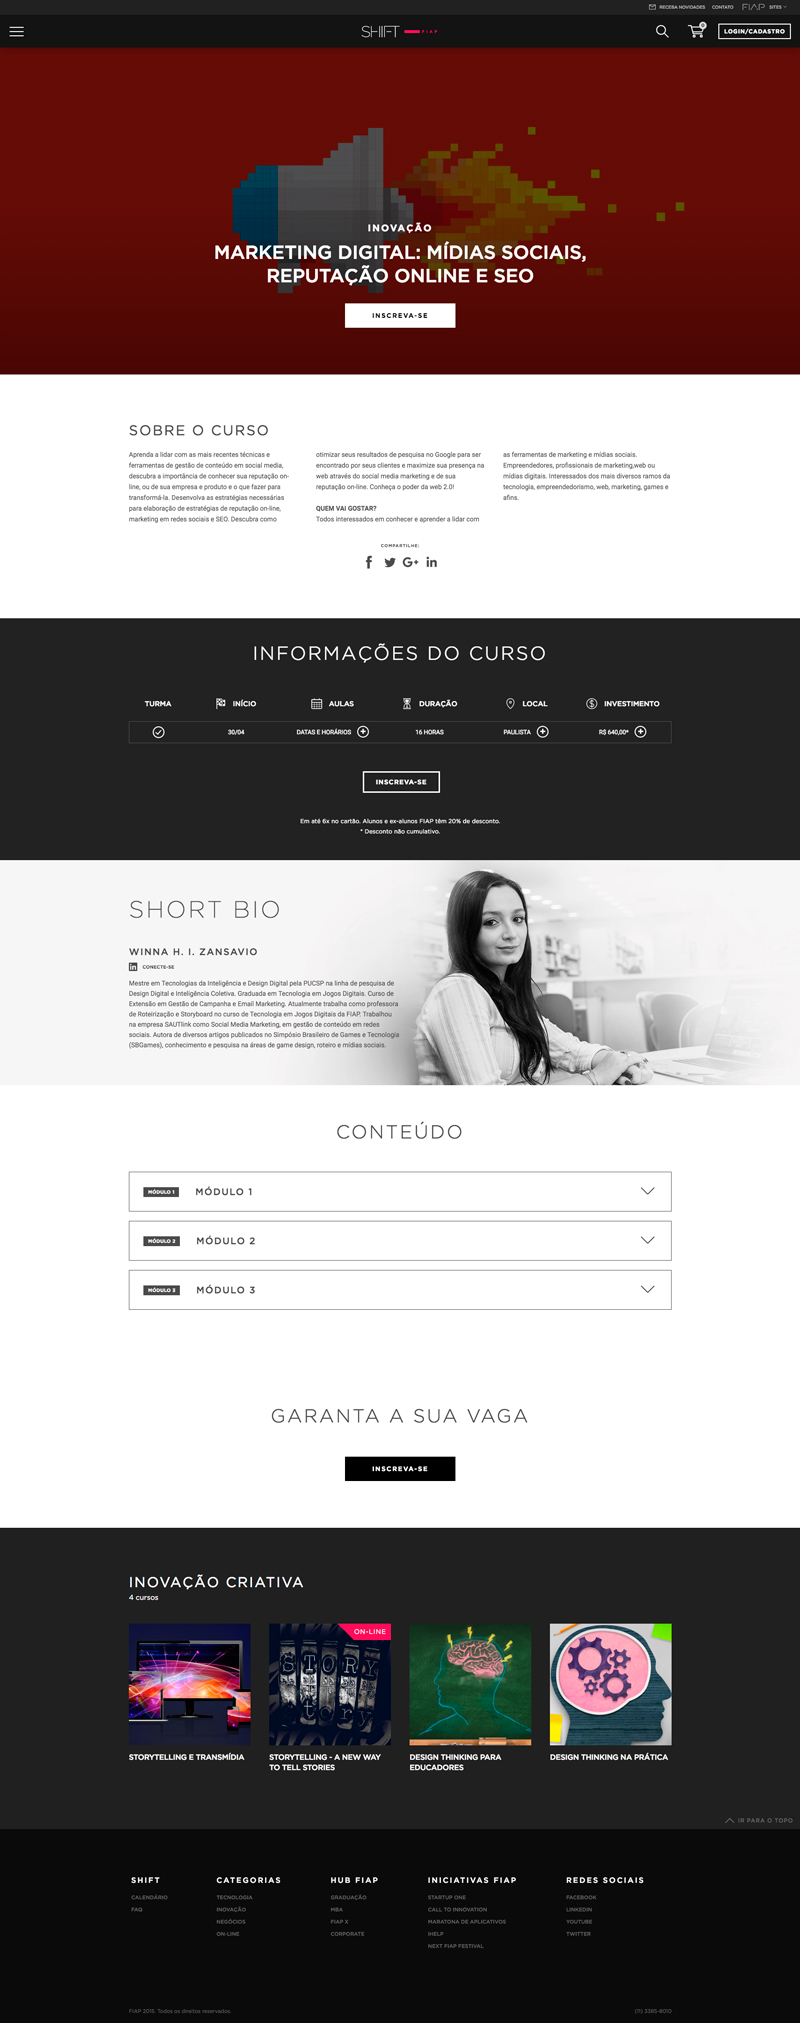 RECEBA NOVIDADES CONTATO FIAP SITES
SHIFT FIAP
0
LOGIN/CADASTRO
INOVAÇÃO
MARKETING DIGITAL: MÍDIAS SOCIAIS,
REPUTAÇÃO ONLINE E SEO
INSCREVA-SE
SOBRE O CURSO
Aprenda a lidar com as mais recentes técnicas e
ferramentas de gestão de conteúdo em social media,
descubra a importância de conhecer sua reputação on-
line, ou de sua empresa e produto e o que fazer para
transformá-la. Desenvolva as estratégias necessárias
para elaboração de estratégias de reputação on-line,
marketing em redes sociais e SEO. Descubra como
otimizar seus resultados de pesquisa no Google para ser
encontrado por seus clientes e maximize sua presença na
web através do social media marketing e de sua
reputação on-line. Conheça o poder da web 2.0!
QUEM VAI GOSTAR?
Todos interessados em conhecer e aprender a lidar com
as ferramentas de marketing e mídias sociais.
Empreendedores, profissionais de marketing,web ou
mídias digitais. Interessados dos mais diversos ramos da
tecnologia, empreendedorismo, web, marketing, games e
afins.
COMPARTILHE:
INFORMAÇÕES DO CURSO
TURMA INÍCIO AULAS DURAÇÃO LOCAL INVESTIMENTO
30/04 DATAS E HORÁRIOS 16 HORAS PAULISTA R$ 640,00*
INSCREVA-SE
Em até 6x no cartão. Alunos e ex-alunos FIAP têm 20% de desconto.
* Desconto não cumulativo.
SHORT BIO
WINNA H. I. ZANSAVIO
CONECTE-SE
Mestre em Tecnologias da Inteligência e Design Digital pela PUCSP na linha de pesquisa de
Design Digital e Inteligência Coletiva. Graduada em Tecnologia em Jogos Digitais. Curso de
Extensão em Gestão de Campanha e Email Marketing. Atualmente trabalha como professora
de Roteirização e Storyboard no curso de Tecnologia em Jogos Digitais da FIAP. Trabalhou
na empresa SAUTlink como Social Media Marketing, em gestão de conteúdo em redes
sociais. Autora de diversos artigos publicados no Simpósio Brasileiro de Games e Tecnologia
(SBGames), conhecimento e pesquisa na áreas de game design, roteiro e mídias sociais.
CONTEÚDO
MÓDULO 1 MÓDULO 1
MÓDULO 2 MÓDULO 2
MÓDULO 3 MÓDULO 3
GARANTA A SUA VAGA
INSCREVA-SE
INOVAÇÃO CRIATIVA
4 cursos
ON-LINE
STORY
story
STORYTELLING E TRANSMÍDIA
STORYTELLING - A NEW WAY
TO TELL STORIES
DESIGN THINKING PARA
EDUCADORES
DESIGN THINKING NA PRÁTICA
IR PARA O TOPO
SHIFT
CALENDÁRIO
FAQ
CATEGORIAS
TECNOLOGIA
INOVAÇÃO
NEGÓCIOS
ON-LINE
HUB FIAP
GRADUAÇÃO
MBA
FIAP X
CORPORATE
INICIATIVAS FIAP
STARTUP ONE
CALL TO INNOVATION
MARATONA DE APLICATIVOS
IHELP
NEXT FIAP FESTIVAL
REDES SOCIAIS
FACEBOOK
LINKEDIN
YOUTUBE
TWITTER
FIAP 2015. Todos os direitos reservados.
(11) 3385-8010